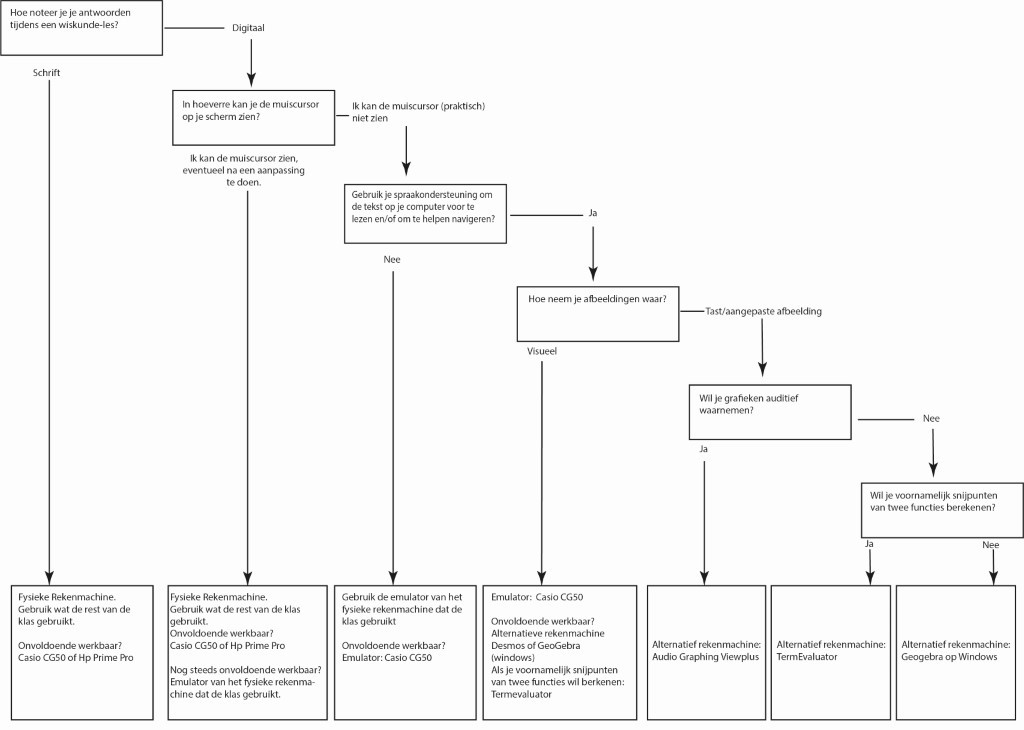 Hoe noteer je je antwoorden
tijdens een wiskunde-les?
Digitaal
Schrift
In hoeverre kan je de muiscursor
op je scherm zien?
Ik kan de muiscursor (praktisch)
niet zien
Ik kan de muiscursor zien,
eventueel na een aanpassing
te doen.
Gebruik je spraakondersteuning om
de tekst op je computer voor te
lezen en/of om te helpen navigeren?
Ja
Nee
Hoe neem je afbeeldingen waar?
Tast/aangepaste afbeelding
Visueel
Wil je grafieken auditief
waarnemen?
Nee
Ja
Wil je voornamelijk snijpunten
van twee functies berekenen?
Ja
Nee
Fysieke Rekenmachine.
Gebruik wat de rest van de
klas gebruikt.
Onvoldoende werkbaar?
Casio CG50 of Hp Prime Pro
Fysieke Rekenmachine.
Gebruik wat de rest van de klas
gebruikt.
Onvoldoende werkbaar?
Casio CG50 of Hp Prime Pro
Nog steeds onvoldoende werkbaar?
Emulator van het fysieke rekenma-
chine dat de klas gebruikt.
Gebruik de emulator van het
fysieke rekenmachine dat de
klas gebruikt
Onvoldoende werkbaar?
Emulator: Casio CG50
Emulator: Casio CG50
Onvoldoende werkbaar?
Alternatieve rekenmachine
Desmos of GeoGebra
(windows)
Als je voornamelijk snijpunten
van twee functies wil berkenen:
Termevaluator
Alternatief rekenmachine:
Audio Graphing Viewplus
Alternatief rekenmachine:
TermEvaluator
Alternatief rekenmachine:
Geogebra op Windows